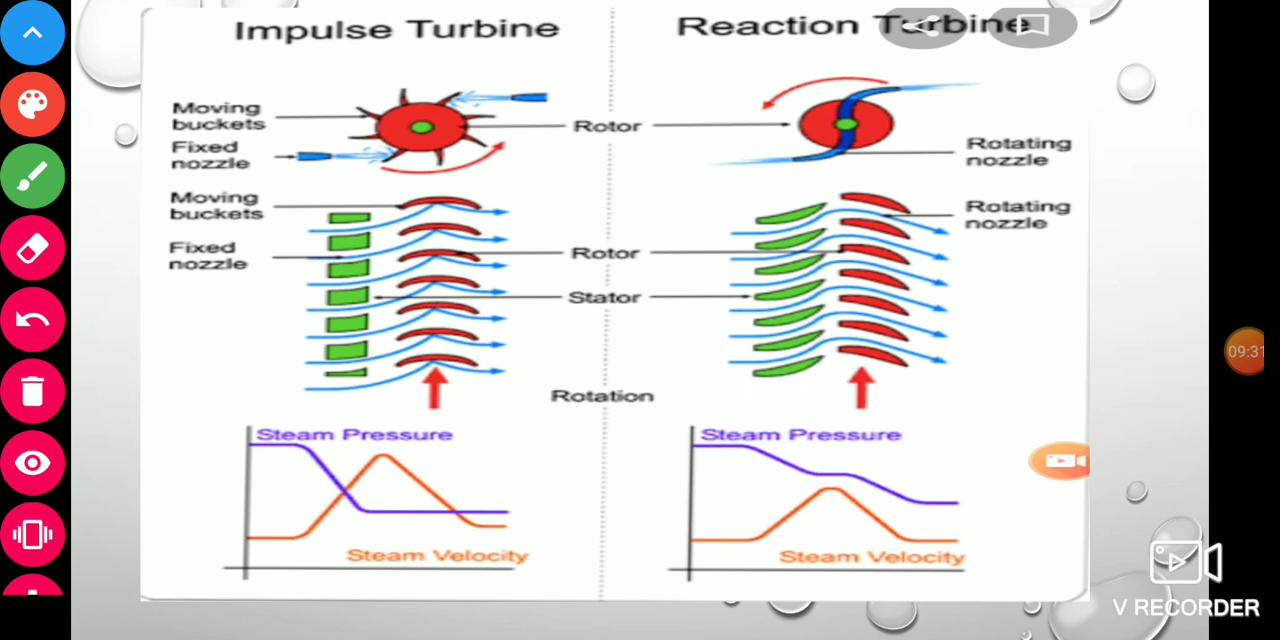 Impulse Turbine
Reaction Turbine
Moving
buckets
Fixed
nozzle
Rotor
Rotating
nozzle
Moving
buckets
Fixed
nozzle
Rotor
Stator
Rotating
nozzle
Rotation
Steam Pressure
Steam Velocity
Steam Pressure
Steam Velocity
09:31
V RECORDER